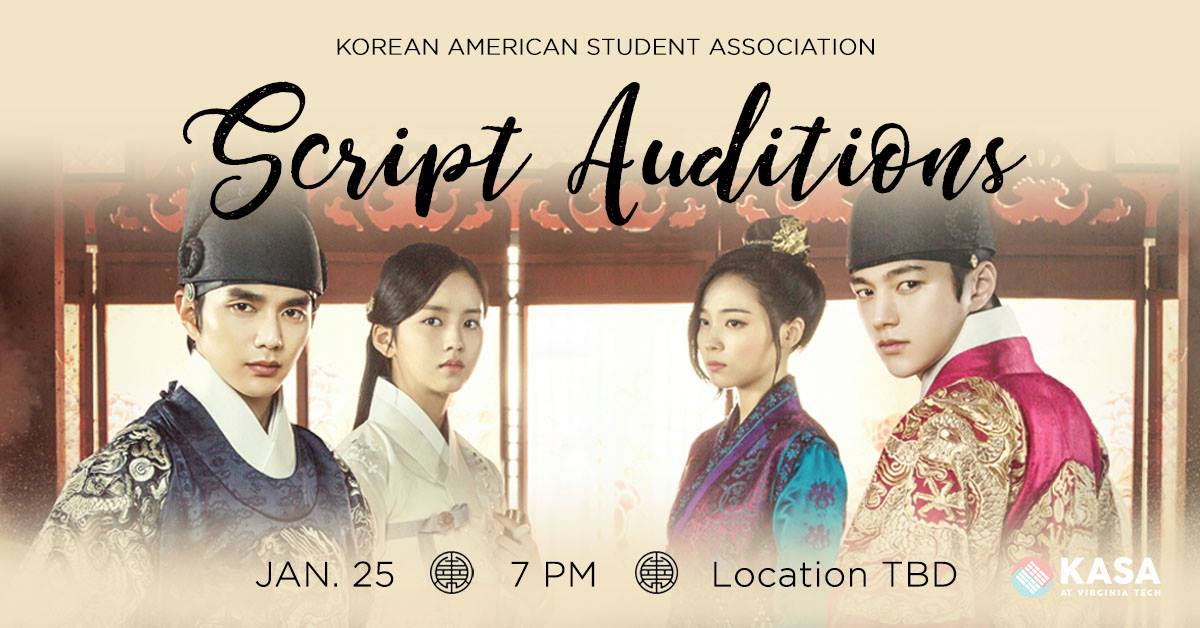 KOREAN AMERICAN STUDENT ASSOCIATION
Script Auditions
JAN. 25 7 PM Location TBD
KASA
AT VIRGINIA TECH